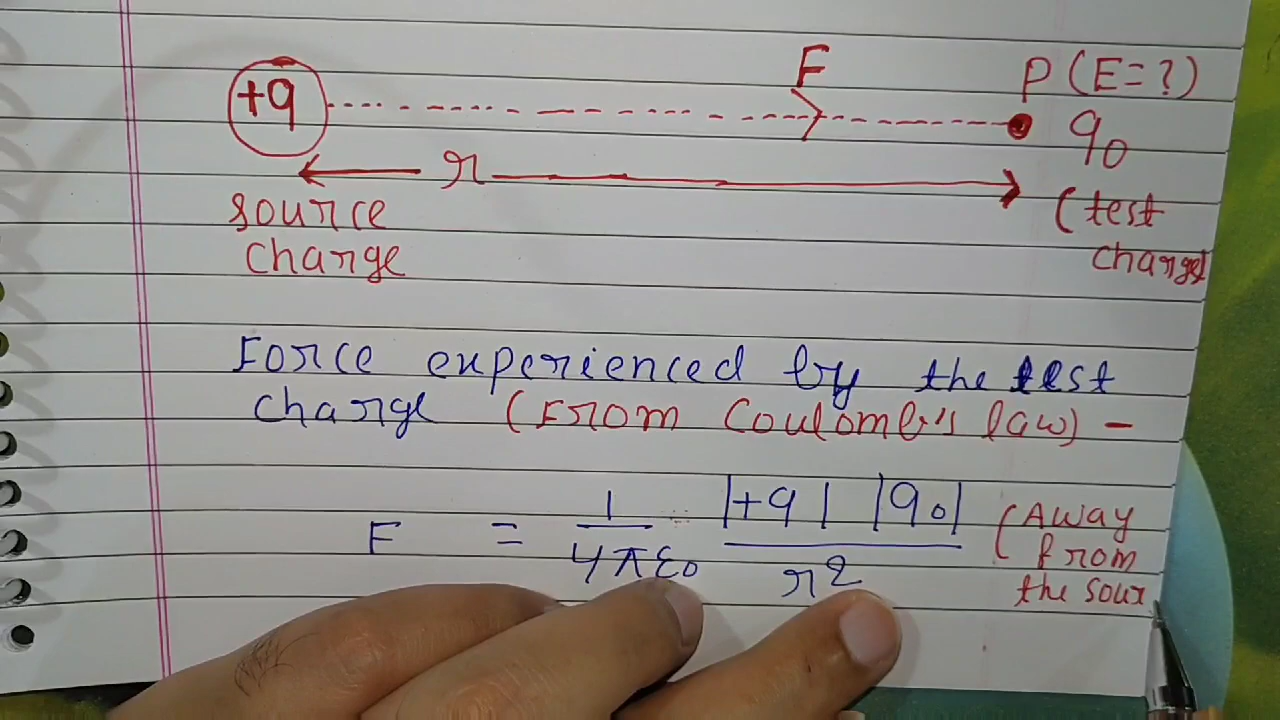 F P (E=?)
+q q₀
r
source (test
charge charge)
Force experienced by the test
charge (From Coulomb's law) -
F = 1/4πε₀ |+q| |q₀|/r² (Away
from
the sour